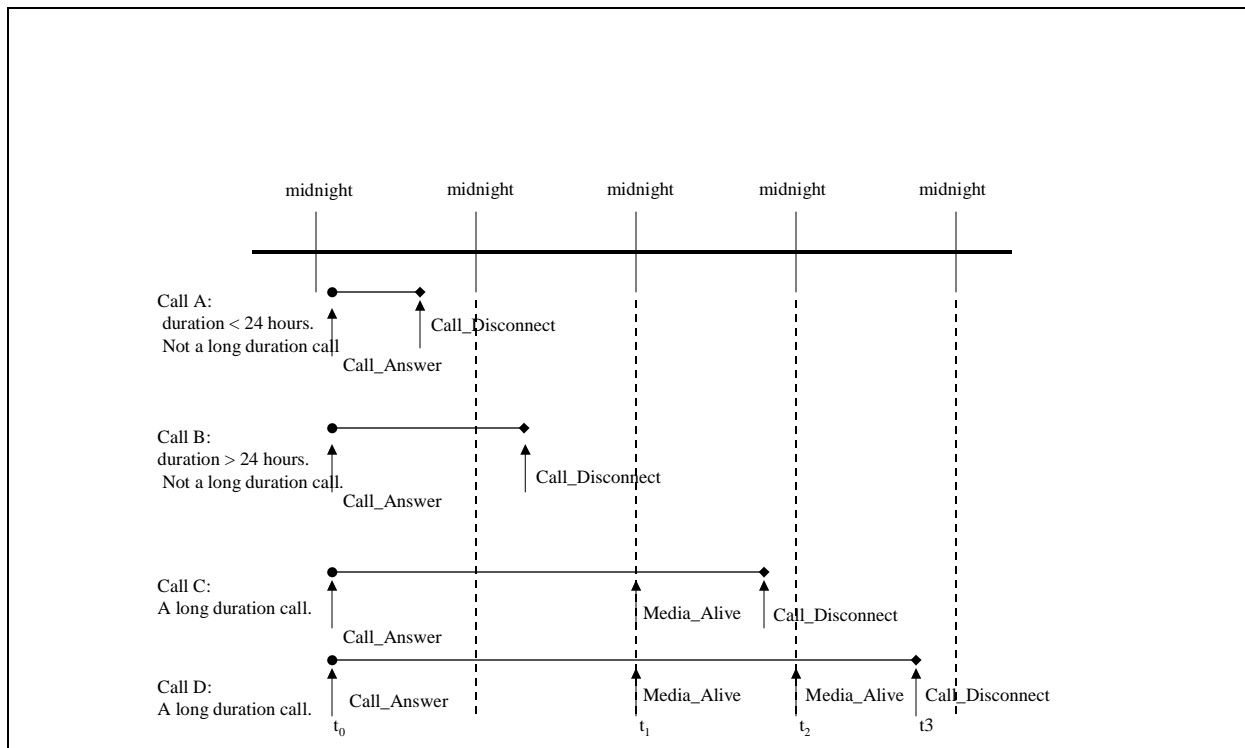 midnight midnight midnight midnight midnight
Call A:
duration < 24 hours.
Not a long duration call
Call_Disconnect
Call_Answer
Call B:
duration > 24 hours.
Not a long duration call.
Call_Disconnect
Call_Answer
Call C:
A long duration call.
Media_Alive
Call_Disconnect
Call_Answer
Call D:
A long duration call.
Call_Answer
Media_Alive
Media_Alive
Call_Disconnect
t0 t1 t2 t3